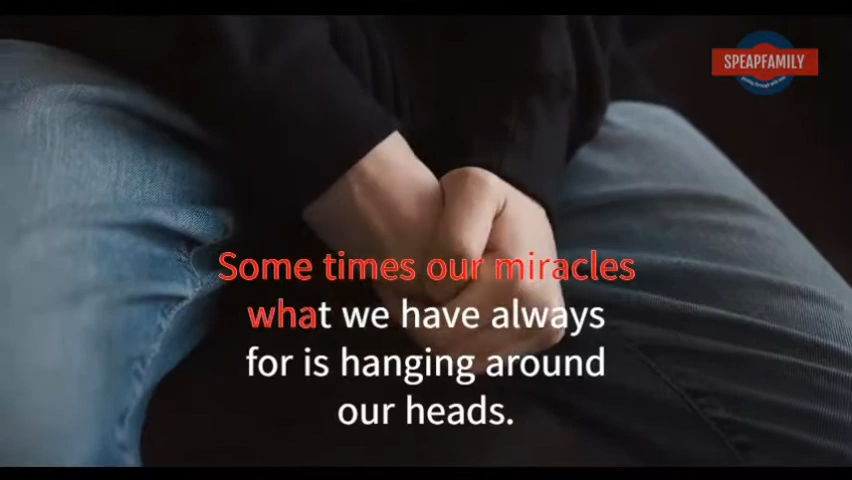 SPEAPFAMILY
Some times our miracles
what we have always
for is hanging around
our heads.